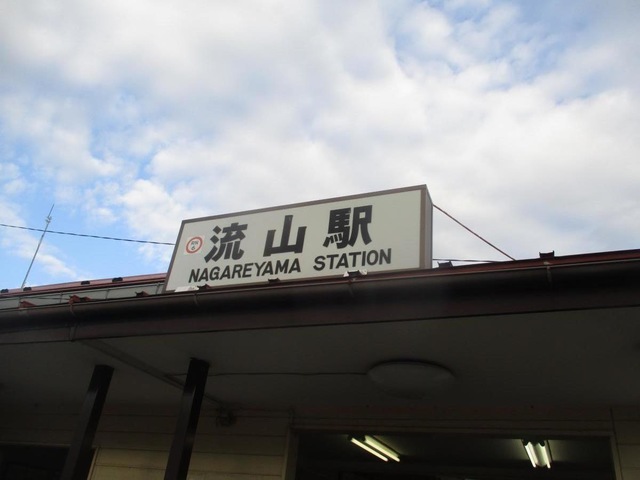 流山駅
NAGAREYAMA STATION